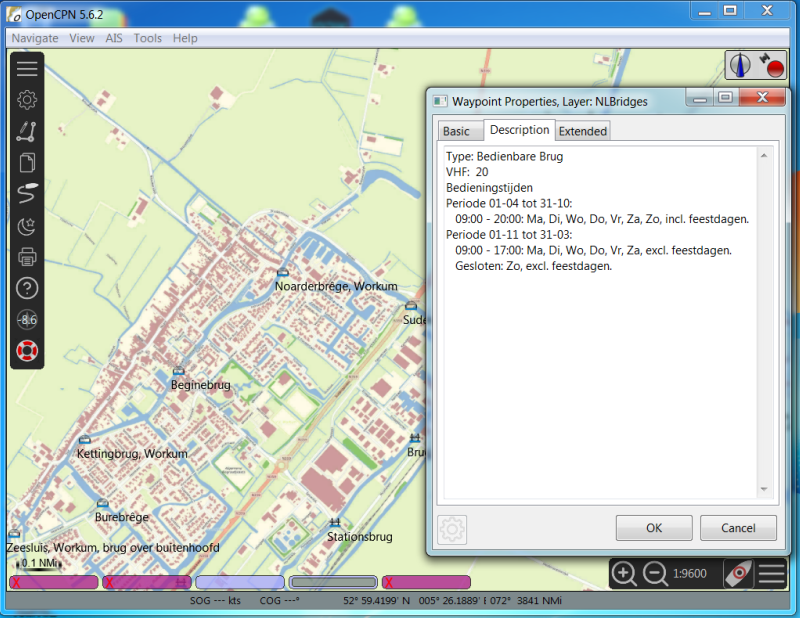 OpenCPN 5.6.2
Navigate View AIS Tools Help
Waypoint Properties, Layer: NLBridges
Basic Description Extended
Type: Bedienbare Brug
VHF: 20
Bedieningstijden
Periode 01-04 tot 31-10:
09:00 - 20:00: Ma, Di, Wo, Do, Vr, Za, Zo, incl. feestdagen.
Periode 01-11 tot 31-03:
09:00 - 17:00: Ma, Di, Wo, Do, Vr, Za, excl. feestdagen.
Gesloten: Zo, excl. feestdagen.
OK Cancel
-8.6
Noarderbrêge, Workum
Sude
Beginebrug
Kettingbrug, Workum
Bru
Burebrêge
Stationsbrug
Zeesluis, Workum, brug over buitenhoofd
0.1 NMi
X X X
1:9600
SOG --- kts COG ---° 52° 59.4199' N 005° 26.1889' E 072° 3841 NMi